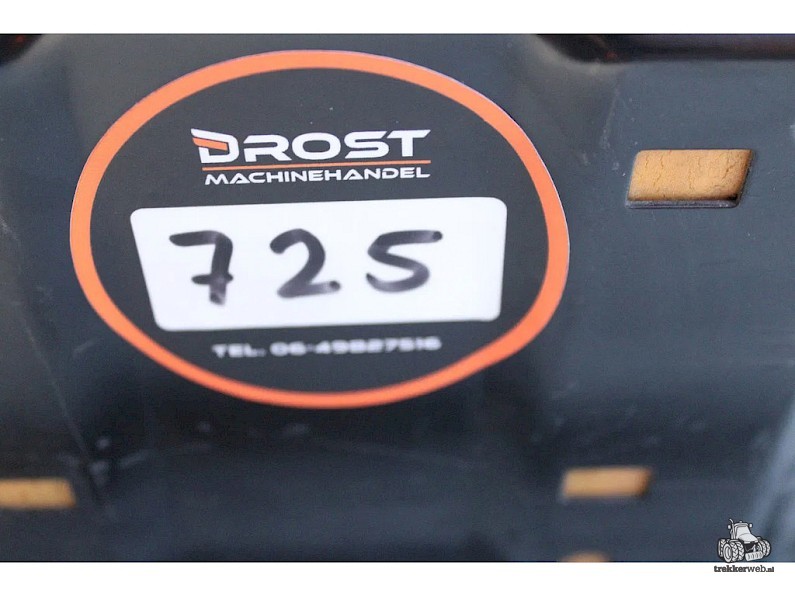 DROST
MACHINEHANDEL
725
TEL: 06-49827516
trekkerweb.nl